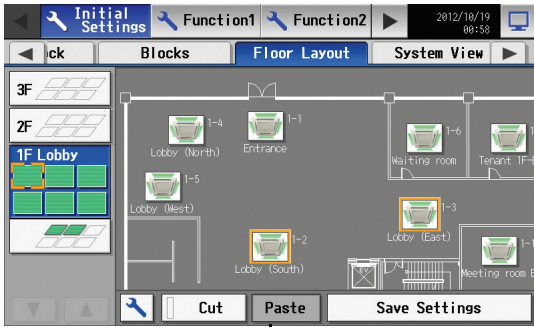 Initial
Settings
Function1
Function2
2012/10/19
00:58
ck
Blocks
Floor Layout
System View
3F
2F
1F Lobby
1-4
Lobby (North)
1-1
Entrance
1-6
Waiting room
1
Tenant 1F-
1-5
Lobby (West)
1-3
Lobby (East)
1-2
Lobby (South)
1-1
Meeting room E
Cut
Paste
Save Settings